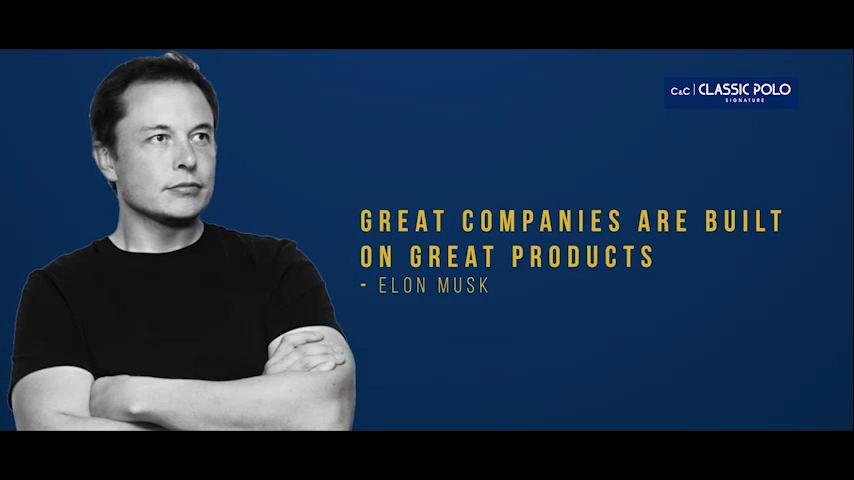 C&C | CLASSIC POLO
SIGNATURE
GREAT COMPANIES ARE BUILT
ON GREAT PRODUCTS
- ELON MUSK